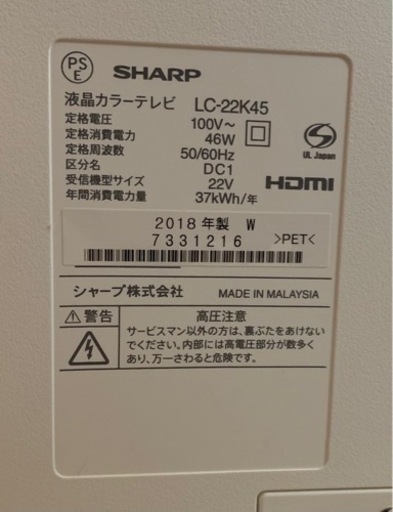 PS
E
SHARP
液晶カラーテレビ LC-22K45
定格電圧 100V～
定格消費電力 46W
定格周波数 50/60Hz
区分名 DC1
受信機型サイズ 22V
年間消費電力量 37kWh/年
S
UL Japan
HDMI
2018 年製 W
7331216
>PET<
シャープ株式会社 MADE IN MALAYSIA
⚠警告
高圧注意
サービスマン以外の方は、裏ぶたをあけない
でください。内部には高電圧部分が数多く
あり、万一さわると危険です。